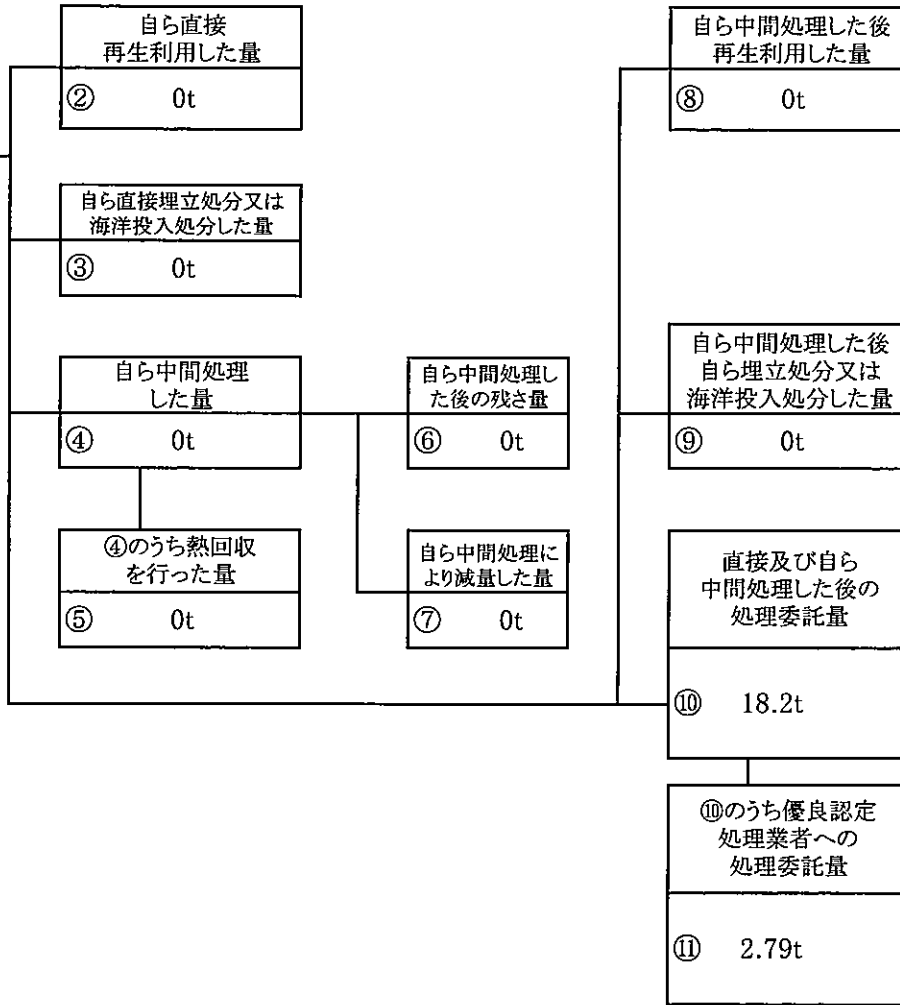 自ら直接
再生利用した量
② 0t
自ら直接埋立処分又は
海洋投入処分した量
③ 0t
自ら中間処理
した量
④ 0t
④のうち熱回収
を行った量
⑤ 0t
自ら中間処理し
た後の残さ量
⑥ 0t
自ら中間処理に
より減量した量
⑦ 0t
自ら中間処理した後
再生利用した量
⑧ 0t
自ら中間処理した後
自ら埋立処分又は
海洋投入処分した量
⑨ 0t
直接及び自ら
中間処理した後の
処理委託量
⑩ 18.2t
⑩のうち優良認定
処理業者への
処理委託量
⑪ 2.79t